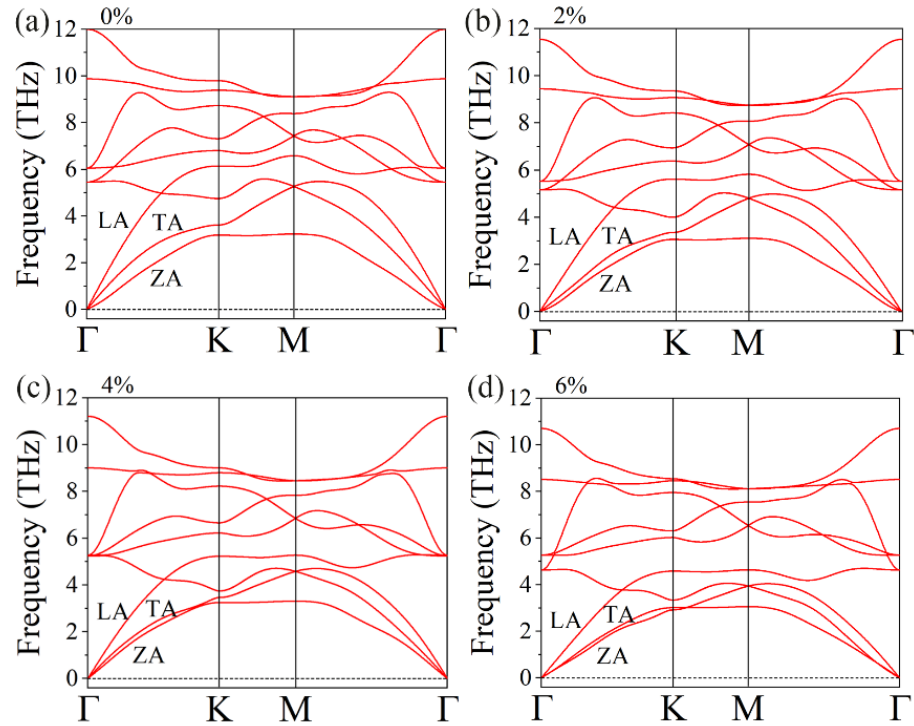 (a) 0%
Frequency (THz)
12
10
8
6
4
2
0
LA
TA
ZA
Γ K M Γ
(b) 2%
Frequency (THz)
12
10
8
6
4
2
0
LA
TA
ZA
Γ K M Γ
(c) 4%
Frequency (THz)
12
10
8
6
4
2
0
LA
TA
ZA
Γ K M Γ
(d) 6%
Frequency (THz)
12
10
8
6
4
2
0
LA
TA
ZA
Γ K M Γ